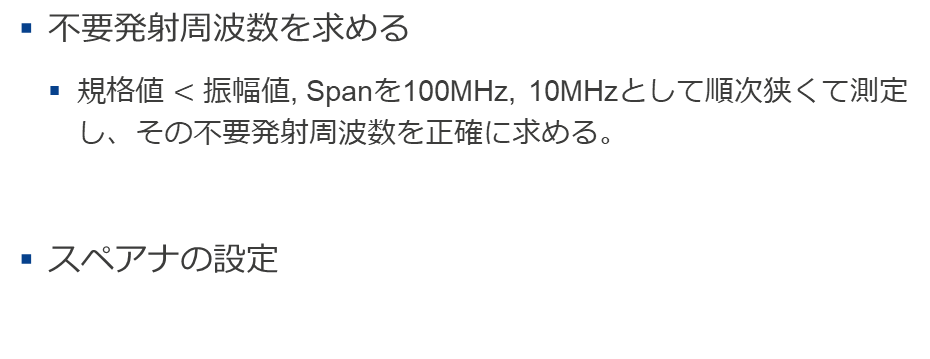 ▪ 不要発射周波数を求める
▪ 規格値 < 振幅値, Spanを100MHz, 10MHzとして順次狭くて測定
し、その不要発射周波数を正確に求める。
▪ スペアナの設定